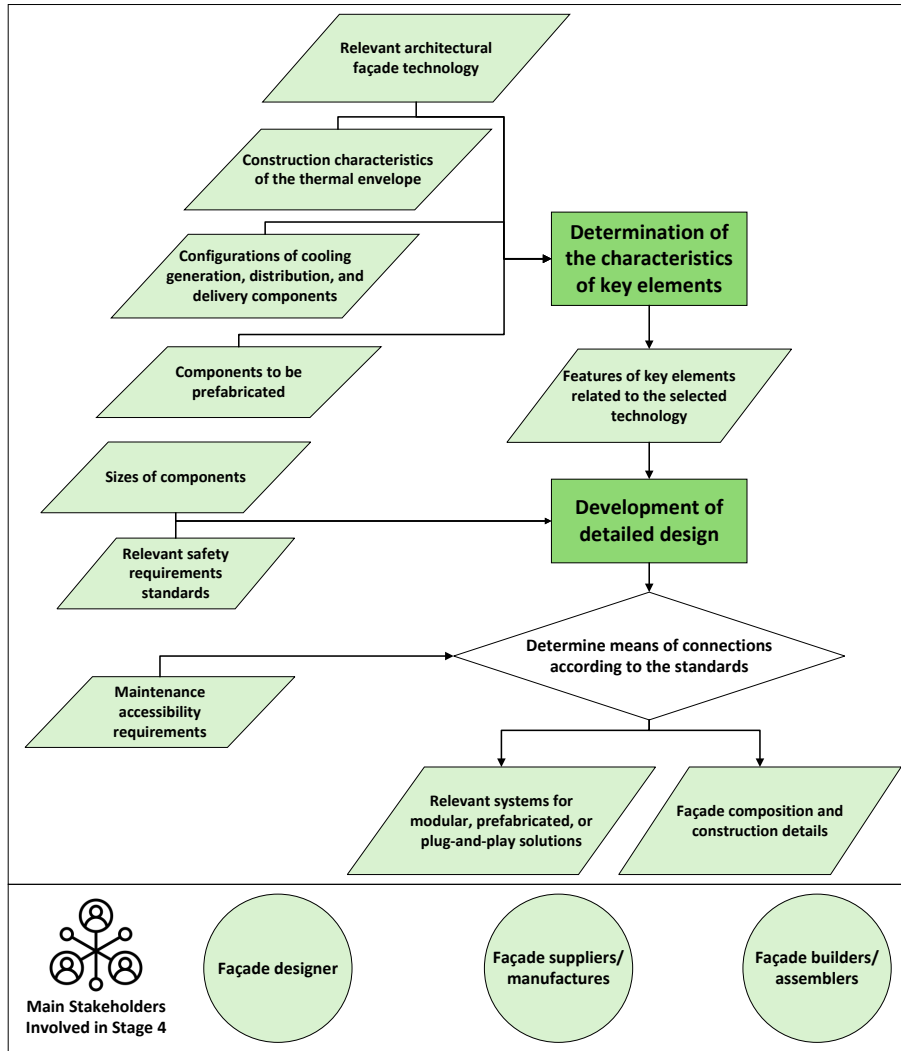 Relevant architectural
façade technology
Construction characteristics
of the thermal envelope
Configurations of cooling
generation, distribution, and
delivery components
Components to be
prefabricated
Determination of
the characteristics
of key elements
Features of key elements
related to the selected
technology
Sizes of components
Relevant safety
requirements
standards
Development of
detailed design
Determine means of connections
according to the standards
Maintenance
accessibility
requirements
Relevant systems for
modular, prefabricated, or
plug-and-play solutions
Façade composition and
construction details
Main Stakeholders
Involved in Stage 4
Façade designer
Façade suppliers/
manufactures
Façade builders/
assemblers